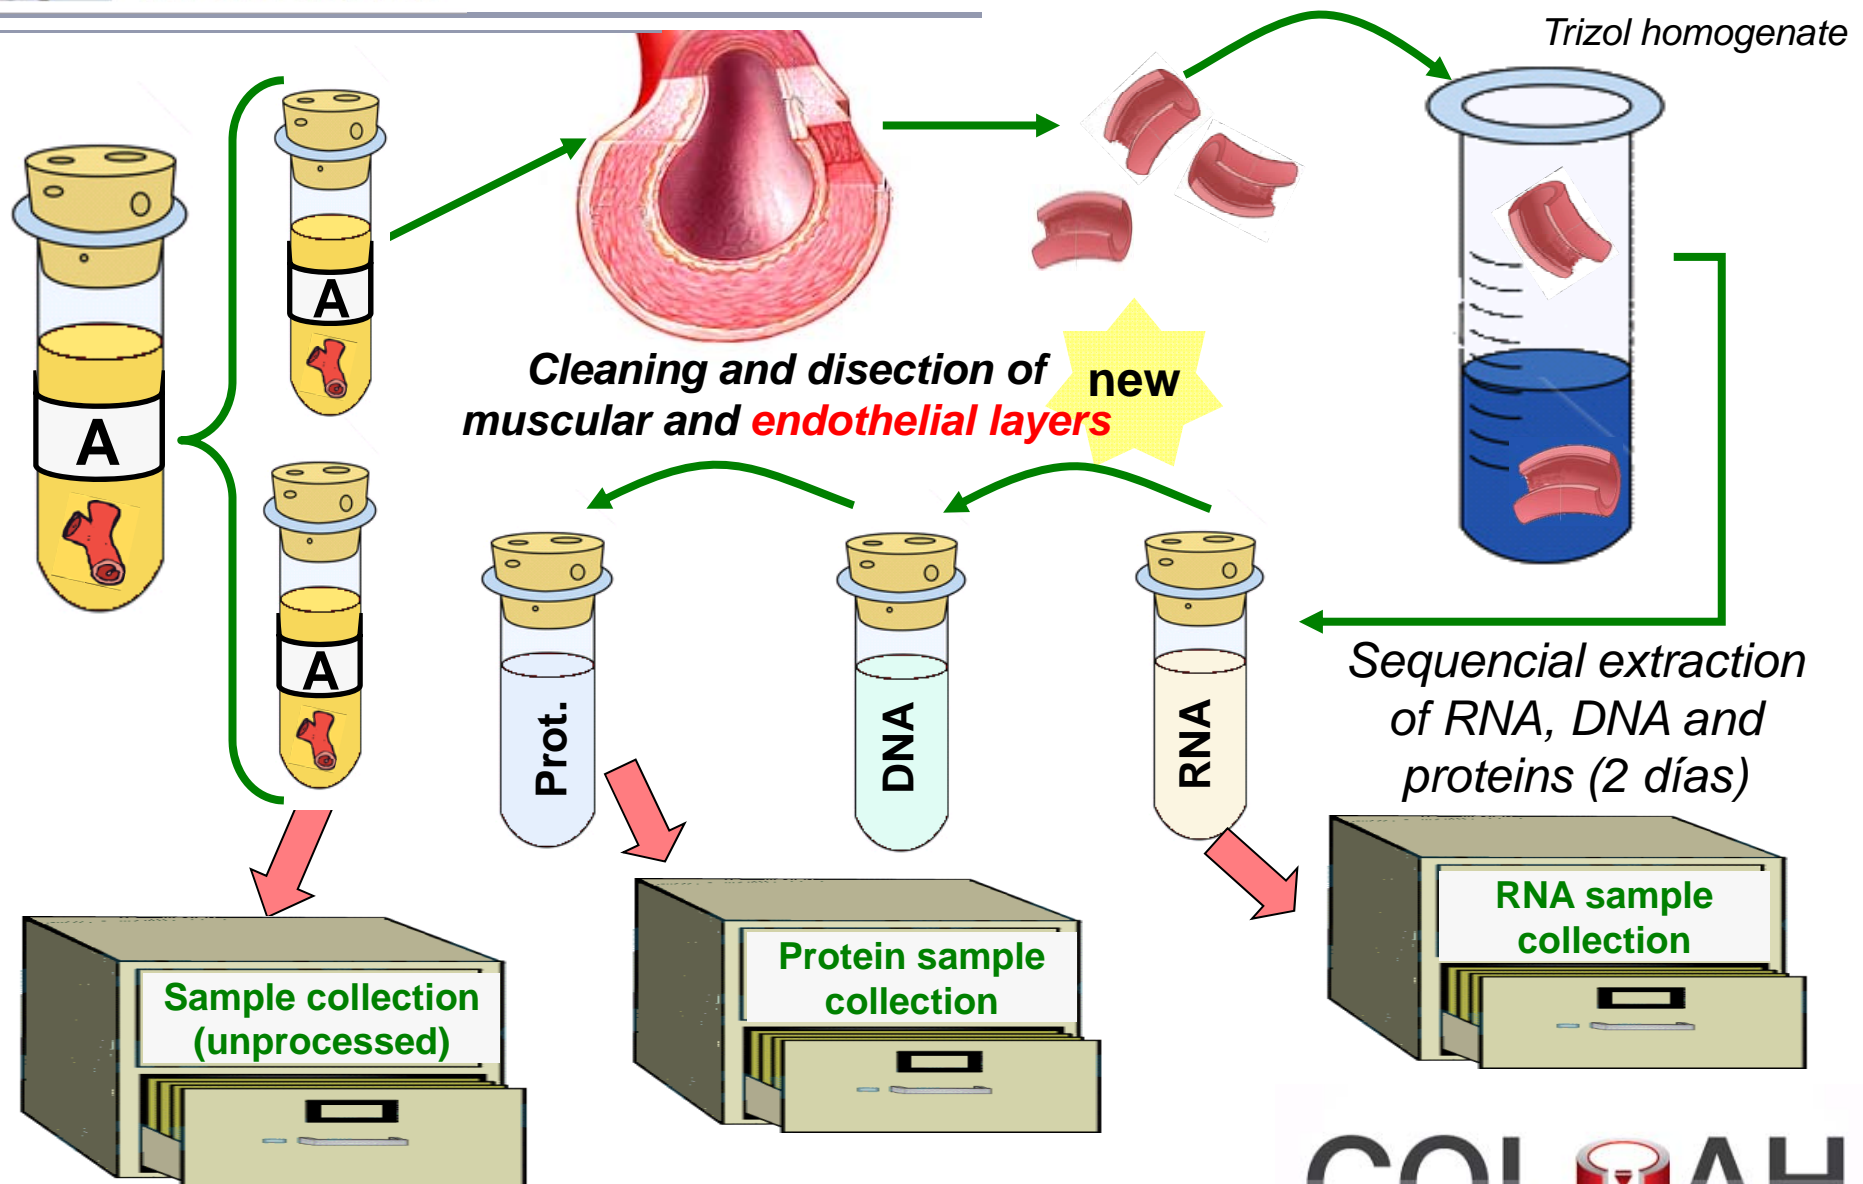 Trizol homogenate
A
A
A
Cleaning and disection of
muscular and endothelial layers
new
Prot.
DNA
RNA
Sequencial extraction
of RNA, DNA and
proteins (2 días)
Sample collection
(unprocessed)
Protein sample
collection
RNA sample
collection